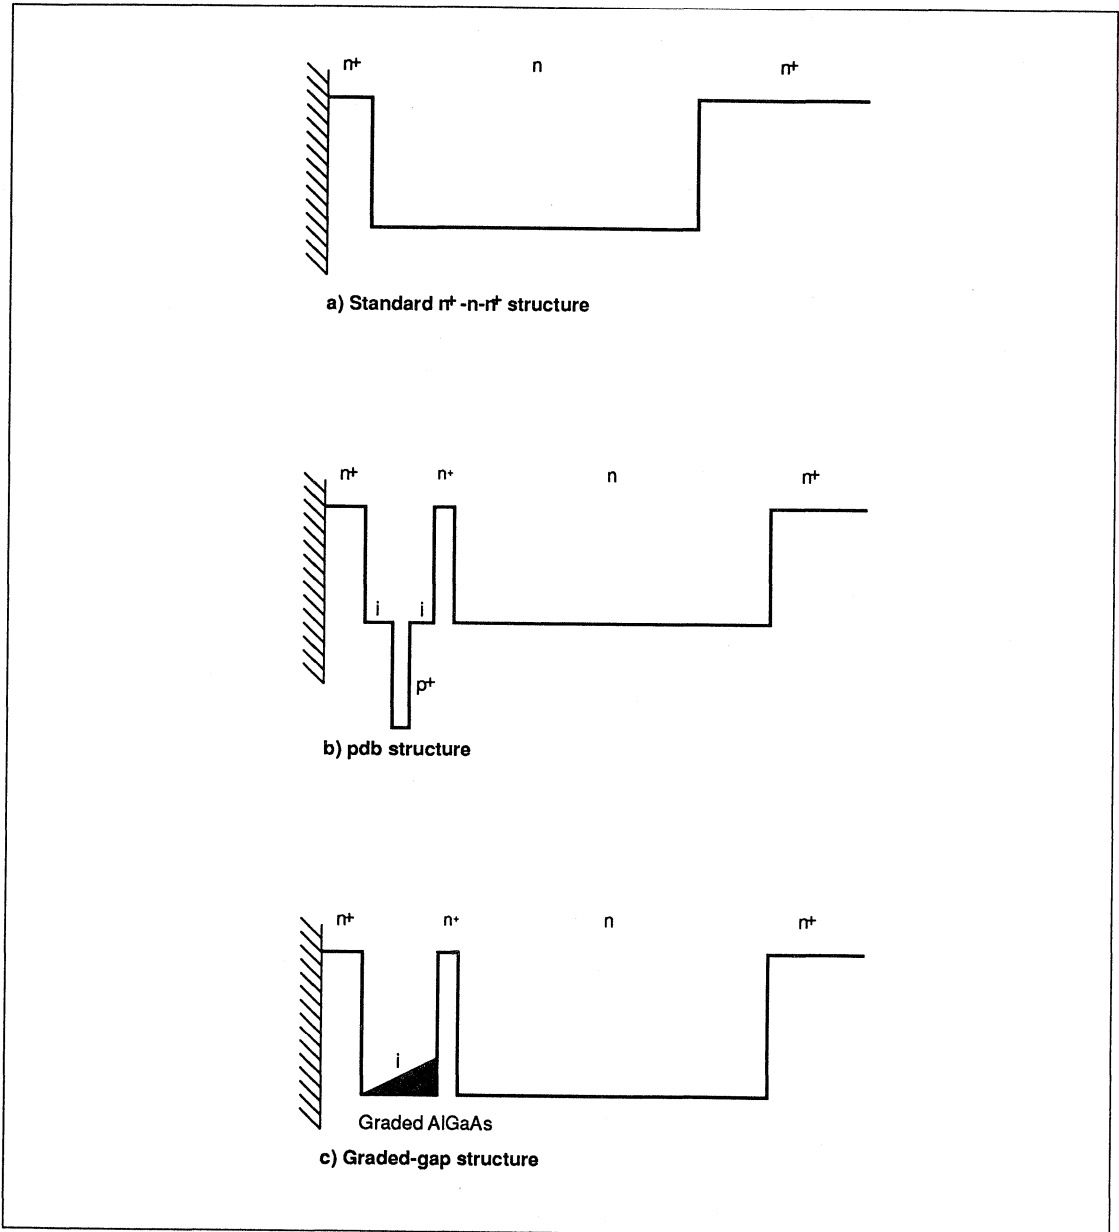 n+ n n+
a) Standard n+ -n-n+ structure
n+ n+ n n+
i i
p+
b) pdb structure
n+ n+ n n+
i
Graded AlGaAs
c) Graded-gap structure